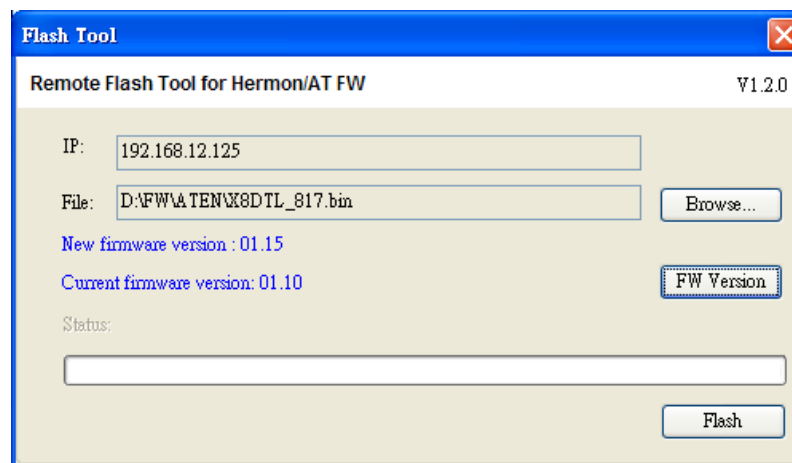 Flash Tool
Remote Flash Tool for Hermon/AT FW V1.2.0
IP: 192.168.12.125
File: D:\FW\ATEN\X8DTL_817.bin Browse...
New firmware version : 01.15
Current firmware version: 01.10 FW Version
Status:
Flash